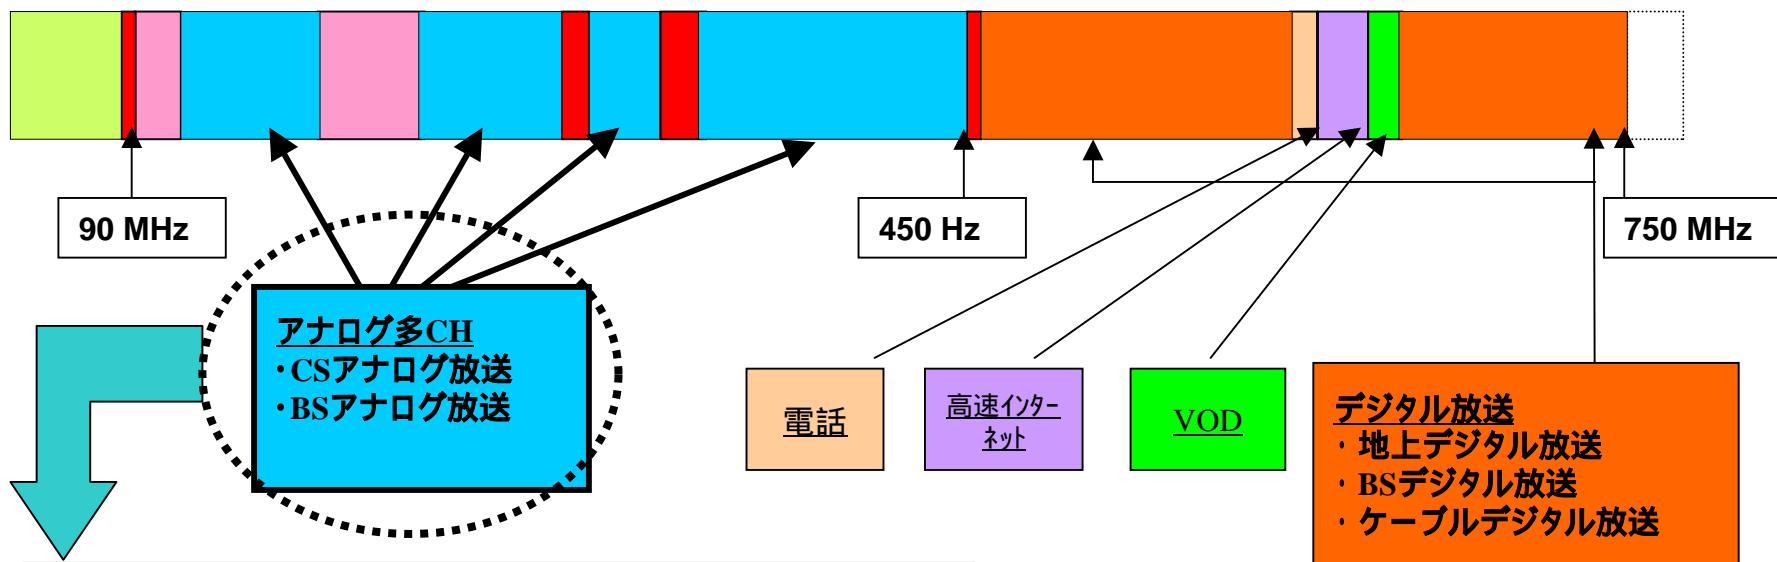 90 MHz
450 Hz
750 MHz
アナログ多CH
・CSアナログ放送
・BSアナログ放送
電話
高速インター
ネット
VOD
デジタル放送
・地上デジタル放送
・BSデジタル放送
・ケーブルデジタル放送